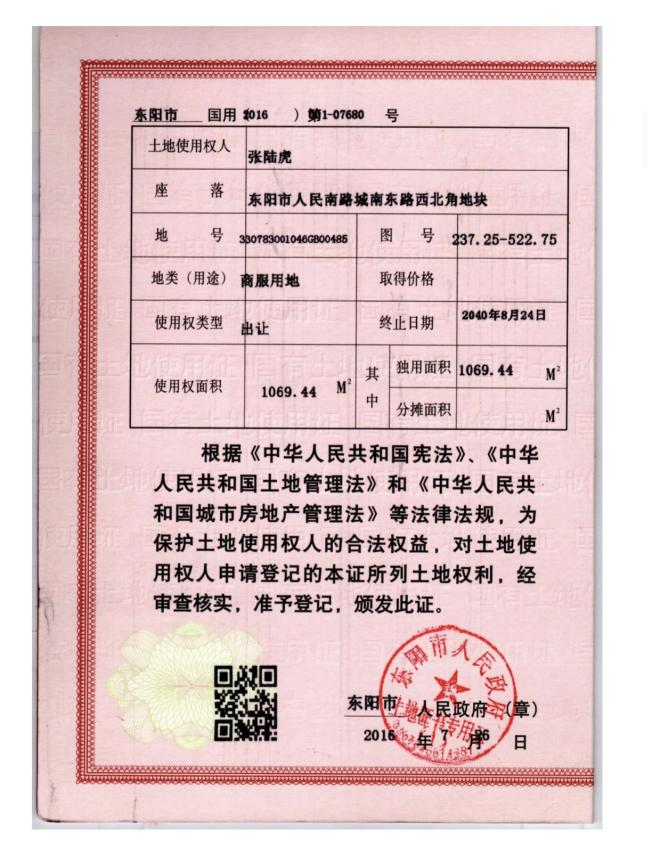 东阳市 国用 2016 ) 第1-07680 号
土地使用权人 张陆虎
座 落 东阳市人民南路城南东路西北角地块
地 号 330783001046GB00485 图 号 237.25-522.75
地类（用途） 商服用地 取得价格
使用权类型 出让 终止日期 2040年8月24日
使用权面积 1069.44 M² 其中 独用面积 1069.44 M²
分摊面积 M²
根据《中华人民共和国宪法》、《中华
人民共和国土地管理法》和《中华人民共
和国城市房地产管理法》等法律法规，为
保护土地使用权人的合法权益，对土地使
用权人申请登记的本证所列土地权利，经
审查核实，准予登记，颁发此证。
东阳市人民政府
土地证书专用章
东阳市 人民政府（章）
2016 年 7 月 26 日